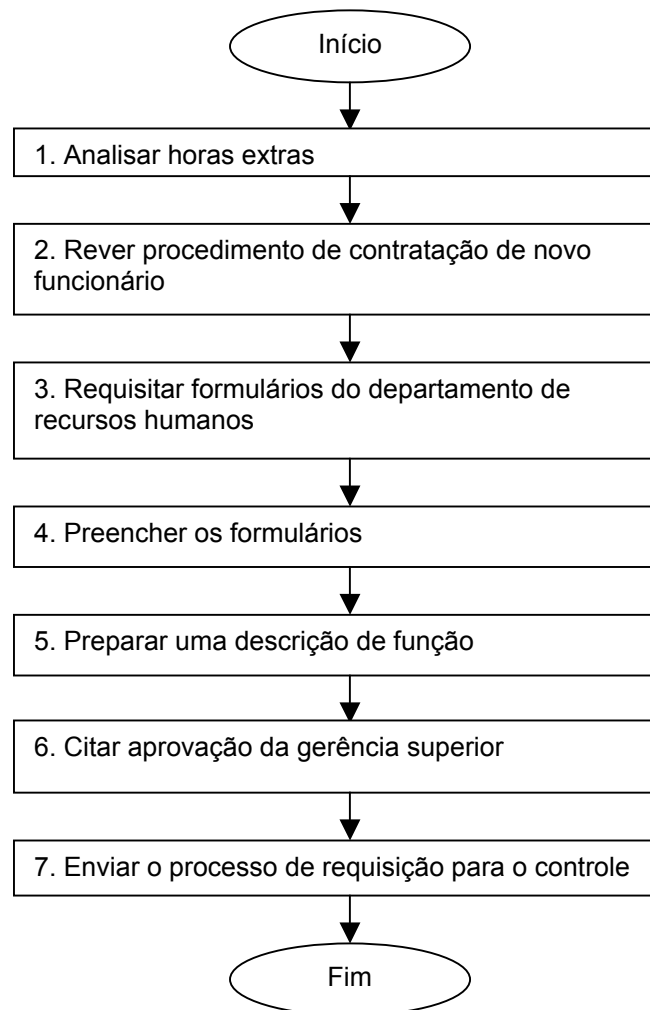 Início
1. Analisar horas extras
2. Rever procedimento de contratação de novo
funcionário
3. Requisitar formulários do departamento de
recursos humanos
4. Preencher os formulários
5. Preparar uma descrição de função
6. Citar aprovação da gerência superior
7. Enviar o processo de requisição para o controle
Fim